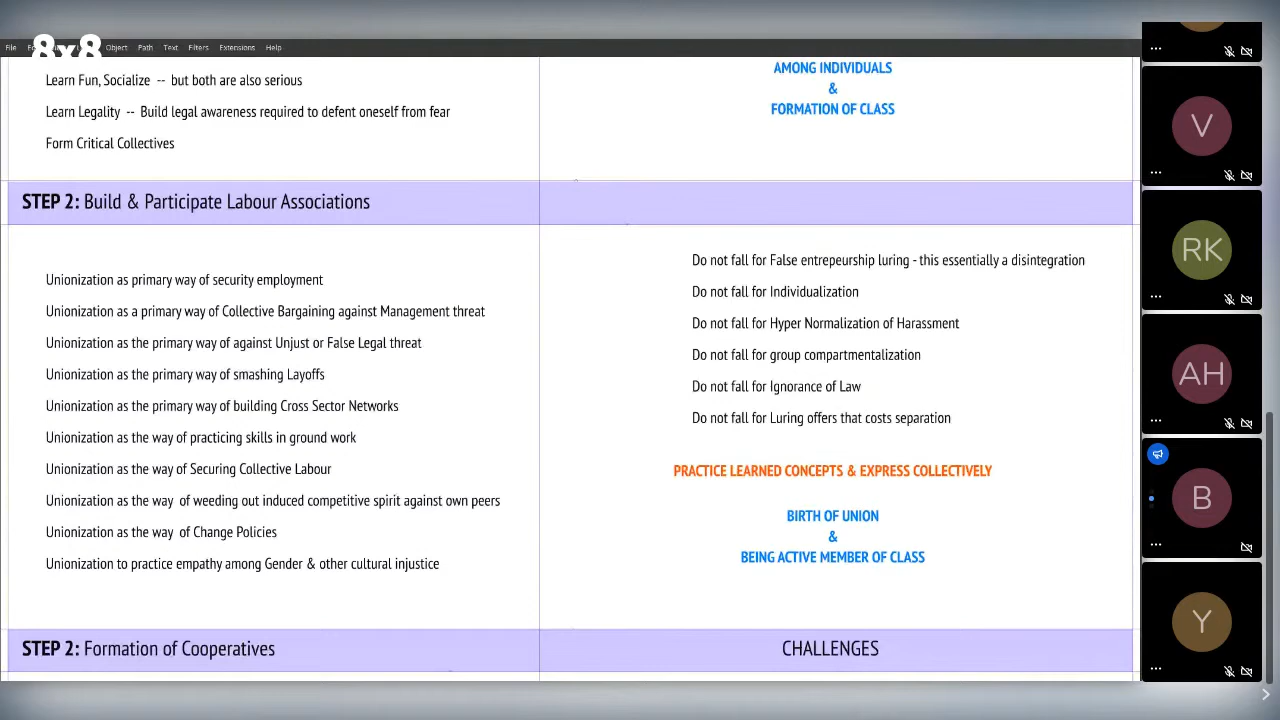 8x8
File
Object Path Text Filters Extensions Help
Learn Fun, Socialize -- but both are also serious
Learn Legality -- Build legal awareness required to defent oneself from fear
Form Critical Collectives
AMONG INDIVIDUALS
&
FORMATION OF CLASS
STEP 2: Build & Participate Labour Associations
Unionization as primary way of security employment
Unionization as a primary way of Collective Bargaining against Management threat
Unionization as the primary way of against Unjust or False Legal threat
Unionization as the primary way of smashing Layoffs
Unionization as the primary way of building Cross Sector Networks
Unionization as the way of practicing skills in ground work
Unionization as the way of Securing Collective Labour
Unionization as the way of weeding out induced competitive spirit against own peers
Unionization as the way of Change Policies
Unionization to practice empathy among Gender & other cultural injustice
Do not fall for False entrepeurship luring - this essentially a disintegration
Do not fall for Individualization
Do not fall for Hyper Normalization of Harassment
Do not fall for group compartmentalization
Do not fall for Ignorance of Law
Do not fall for Luring offers that costs separation
PRACTICE LEARNED CONCEPTS & EXPRESS COLLECTIVELY
BIRTH OF UNION
&
BEING ACTIVE MEMBER OF CLASS
STEP 2: Formation of Cooperatives
CHALLENGES
V
RK
AH
B
Y